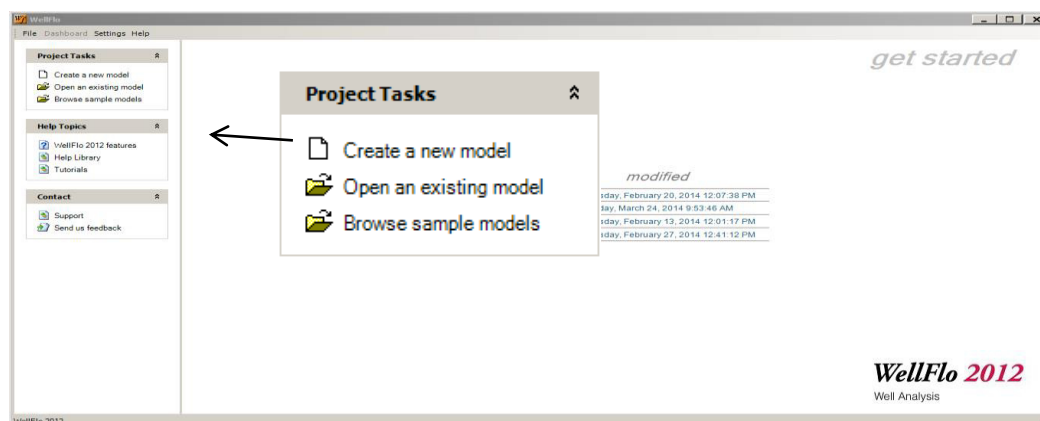 WellFlo
File Dashboard Settings Help
Project Tasks
Create a new model
Open an existing model
Browse sample models
Help Topics
WellFlo 2012 features
Help Library
Tutorials
Contact
Support
Send us feedback
get started
Project Tasks
Create a new model
Open an existing model
Browse sample models
modified
day, February 20, 2014 12:07:38 PM
day, March 24, 2014 9:53:46 AM
day, February 13, 2014 12:01:17 PM
day, February 27, 2014 12:41:12 PM
WellFlo 2012
Well Analysis
WellFlo 2012